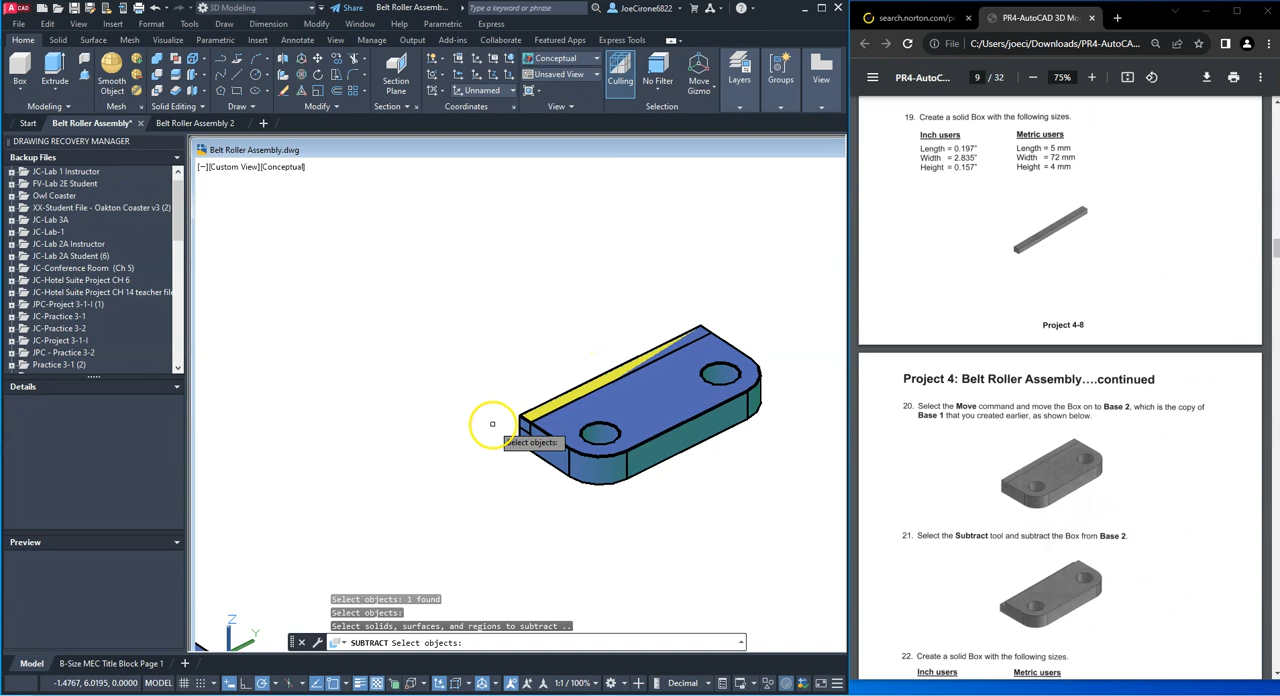 CAD
3D Modeling
Share
Belt Roller Assemb...
Type a keyword or phrase
JoeCirone6822
File
Edit
View
Insert
Format
Tools
Draw
Dimension
Modify
Parametric
Window
Help
Express
Home
Solid
Surface
Mesh
Visualize
Parametric
Insert
Annotate
View
Manage
Output
Add-ins
Collaborate
Featured Apps
Express Tools
Box
Extrude
Smooth
Object
Section
Plane
Conceptual
Unsaved View
Unnamed
Culling
No Filter
Move
Gizmo
Layers
Groups
View
Modeling
Mesh
Solid Editing
Draw
Modify
Section
Coordinates
View
Selection
Start
Belt Roller Assembly*
Belt Roller Assembly 2
DRAWING RECOVERY MANAGER
Backup Files
JC-Lab 1 Instructor
FV-Lab 2E Student
Owl Coaster
XX-Student File - Oakton Coaster v3 (2)
JC-Lab 3A
JC-Lab-1
JC-Lab 2A Instructor
JC-Lab 2A Student (6)
JC-Conference Room (Ch 5)
JC-Hotel Suite Project CH 6
JC-Hotel Suite Project CH 14 teacher file
JPC-Project 3-1-I (1)
JC-Practice 3-1
JC-Practice 3-2
JC-Project 3-1-I
JPC - Practice 3-2
Practice 3-1 (2)
Details
Preview
Belt Roller Assembly.dwg
[−][Custom View][Conceptual]
Select objects:
Z
Y
Select objects: 1 found
Select objects:
Select solids, surfaces, and regions to subtract ..
SUBTRACT Select objects:
Model
B-Size MEC Title Block Page 1
-1.4767, 6.0195, 0.0000
MODEL
1:1 / 100%
Decimal
search.norton.com/p
PR4-AutoCAD 3D Mo
File
C:/Users/joeci/Downloads/PR4-AutoCA...
PR4-AutoC...
9 / 32
75%
19. Create a solid Box with the following sizes.
Inch users
Metric users
Length = 0.197"
Length = 5 mm
Width = 2.835"
Width = 72 mm
Height = 0.157"
Height = 4 mm
Project 4-8
Project 4: Belt Roller Assembly….continued
20. Select the Move command and move the Box on to Base 2, which is the copy of
Base 1 that you created earlier, as shown below.
21. Select the Subtract tool and subtract the Box from Base 2.
22. Create a solid Box with the following sizes.
Inch users
Metric users